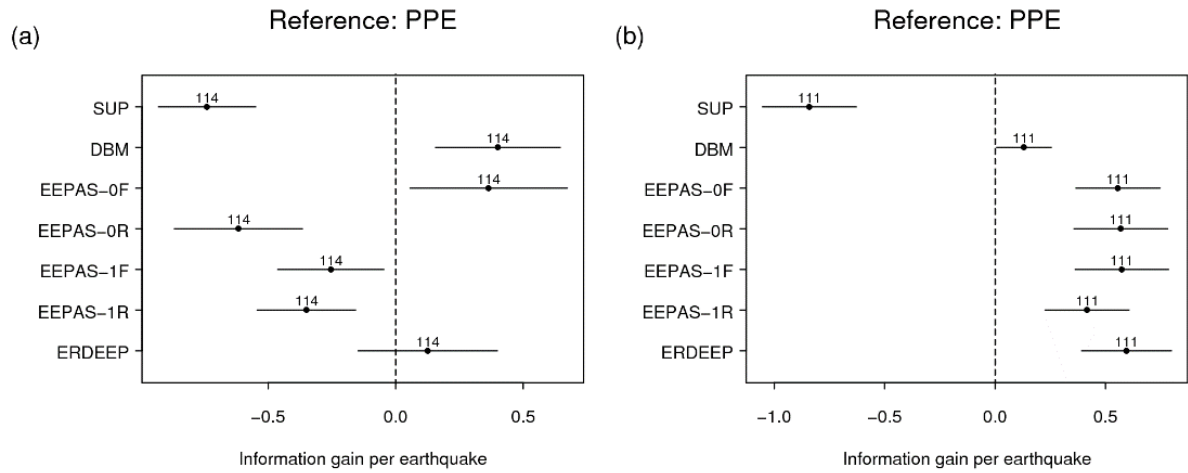 (a)
Reference: PPE
SUP
DBM
EEPAS-0F
EEPAS-0R
EEPAS-1F
EEPAS-1R
ERDEEP
114
114
114
114
114
114
114
-0.5 0.0 0.5
Information gain per earthquake
(b)
Reference: PPE
SUP
DBM
EEPAS-0F
EEPAS-0R
EEPAS-1F
EEPAS-1R
ERDEEP
111
111
111
111
111
111
111
-1.0 -0.5 0.0 0.5
Information gain per earthquake